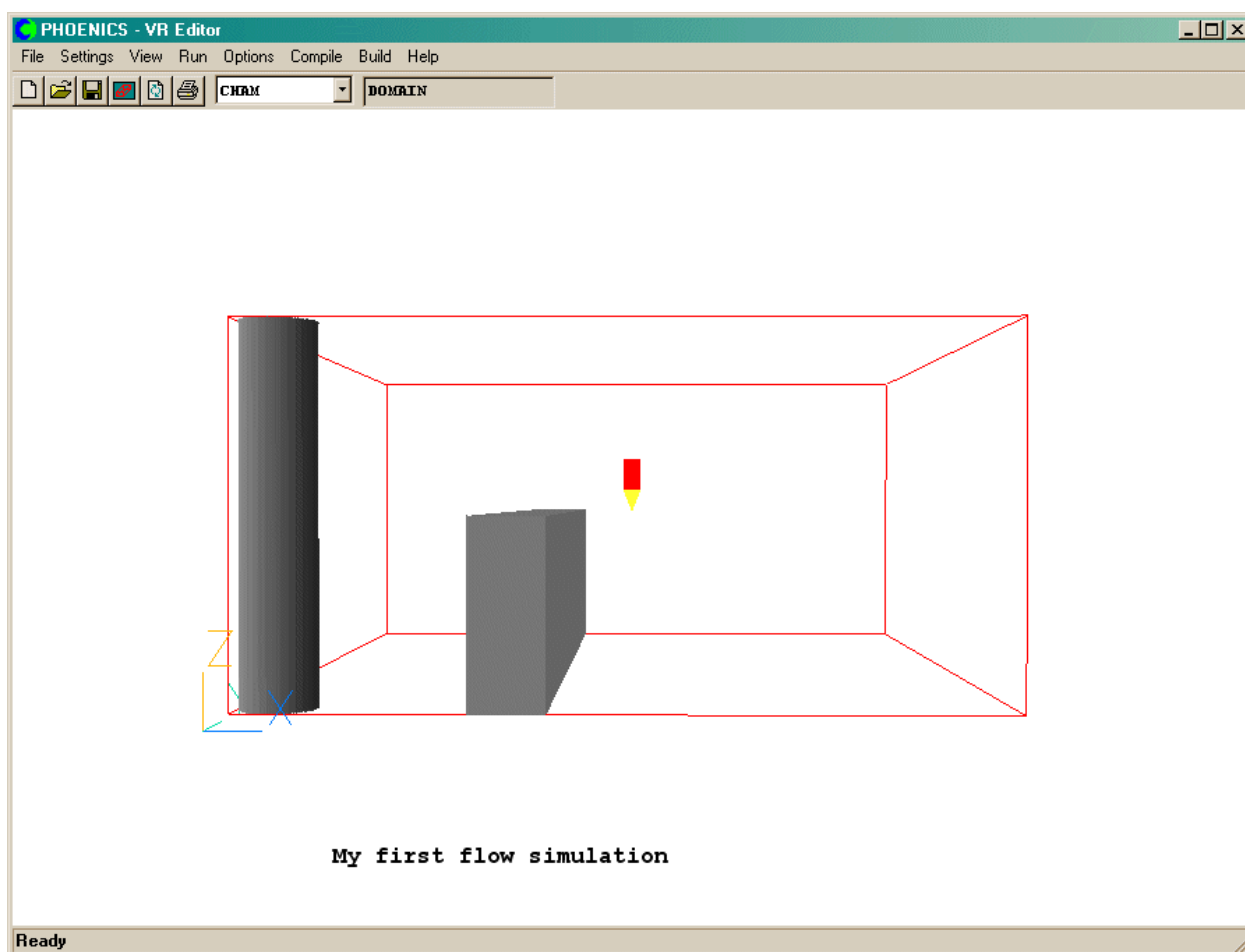 PHOENICS - VR Editor
File Settings View Run Options Compile Build Help
CHAM DOMAIN
Z
X
My first flow simulation
Ready